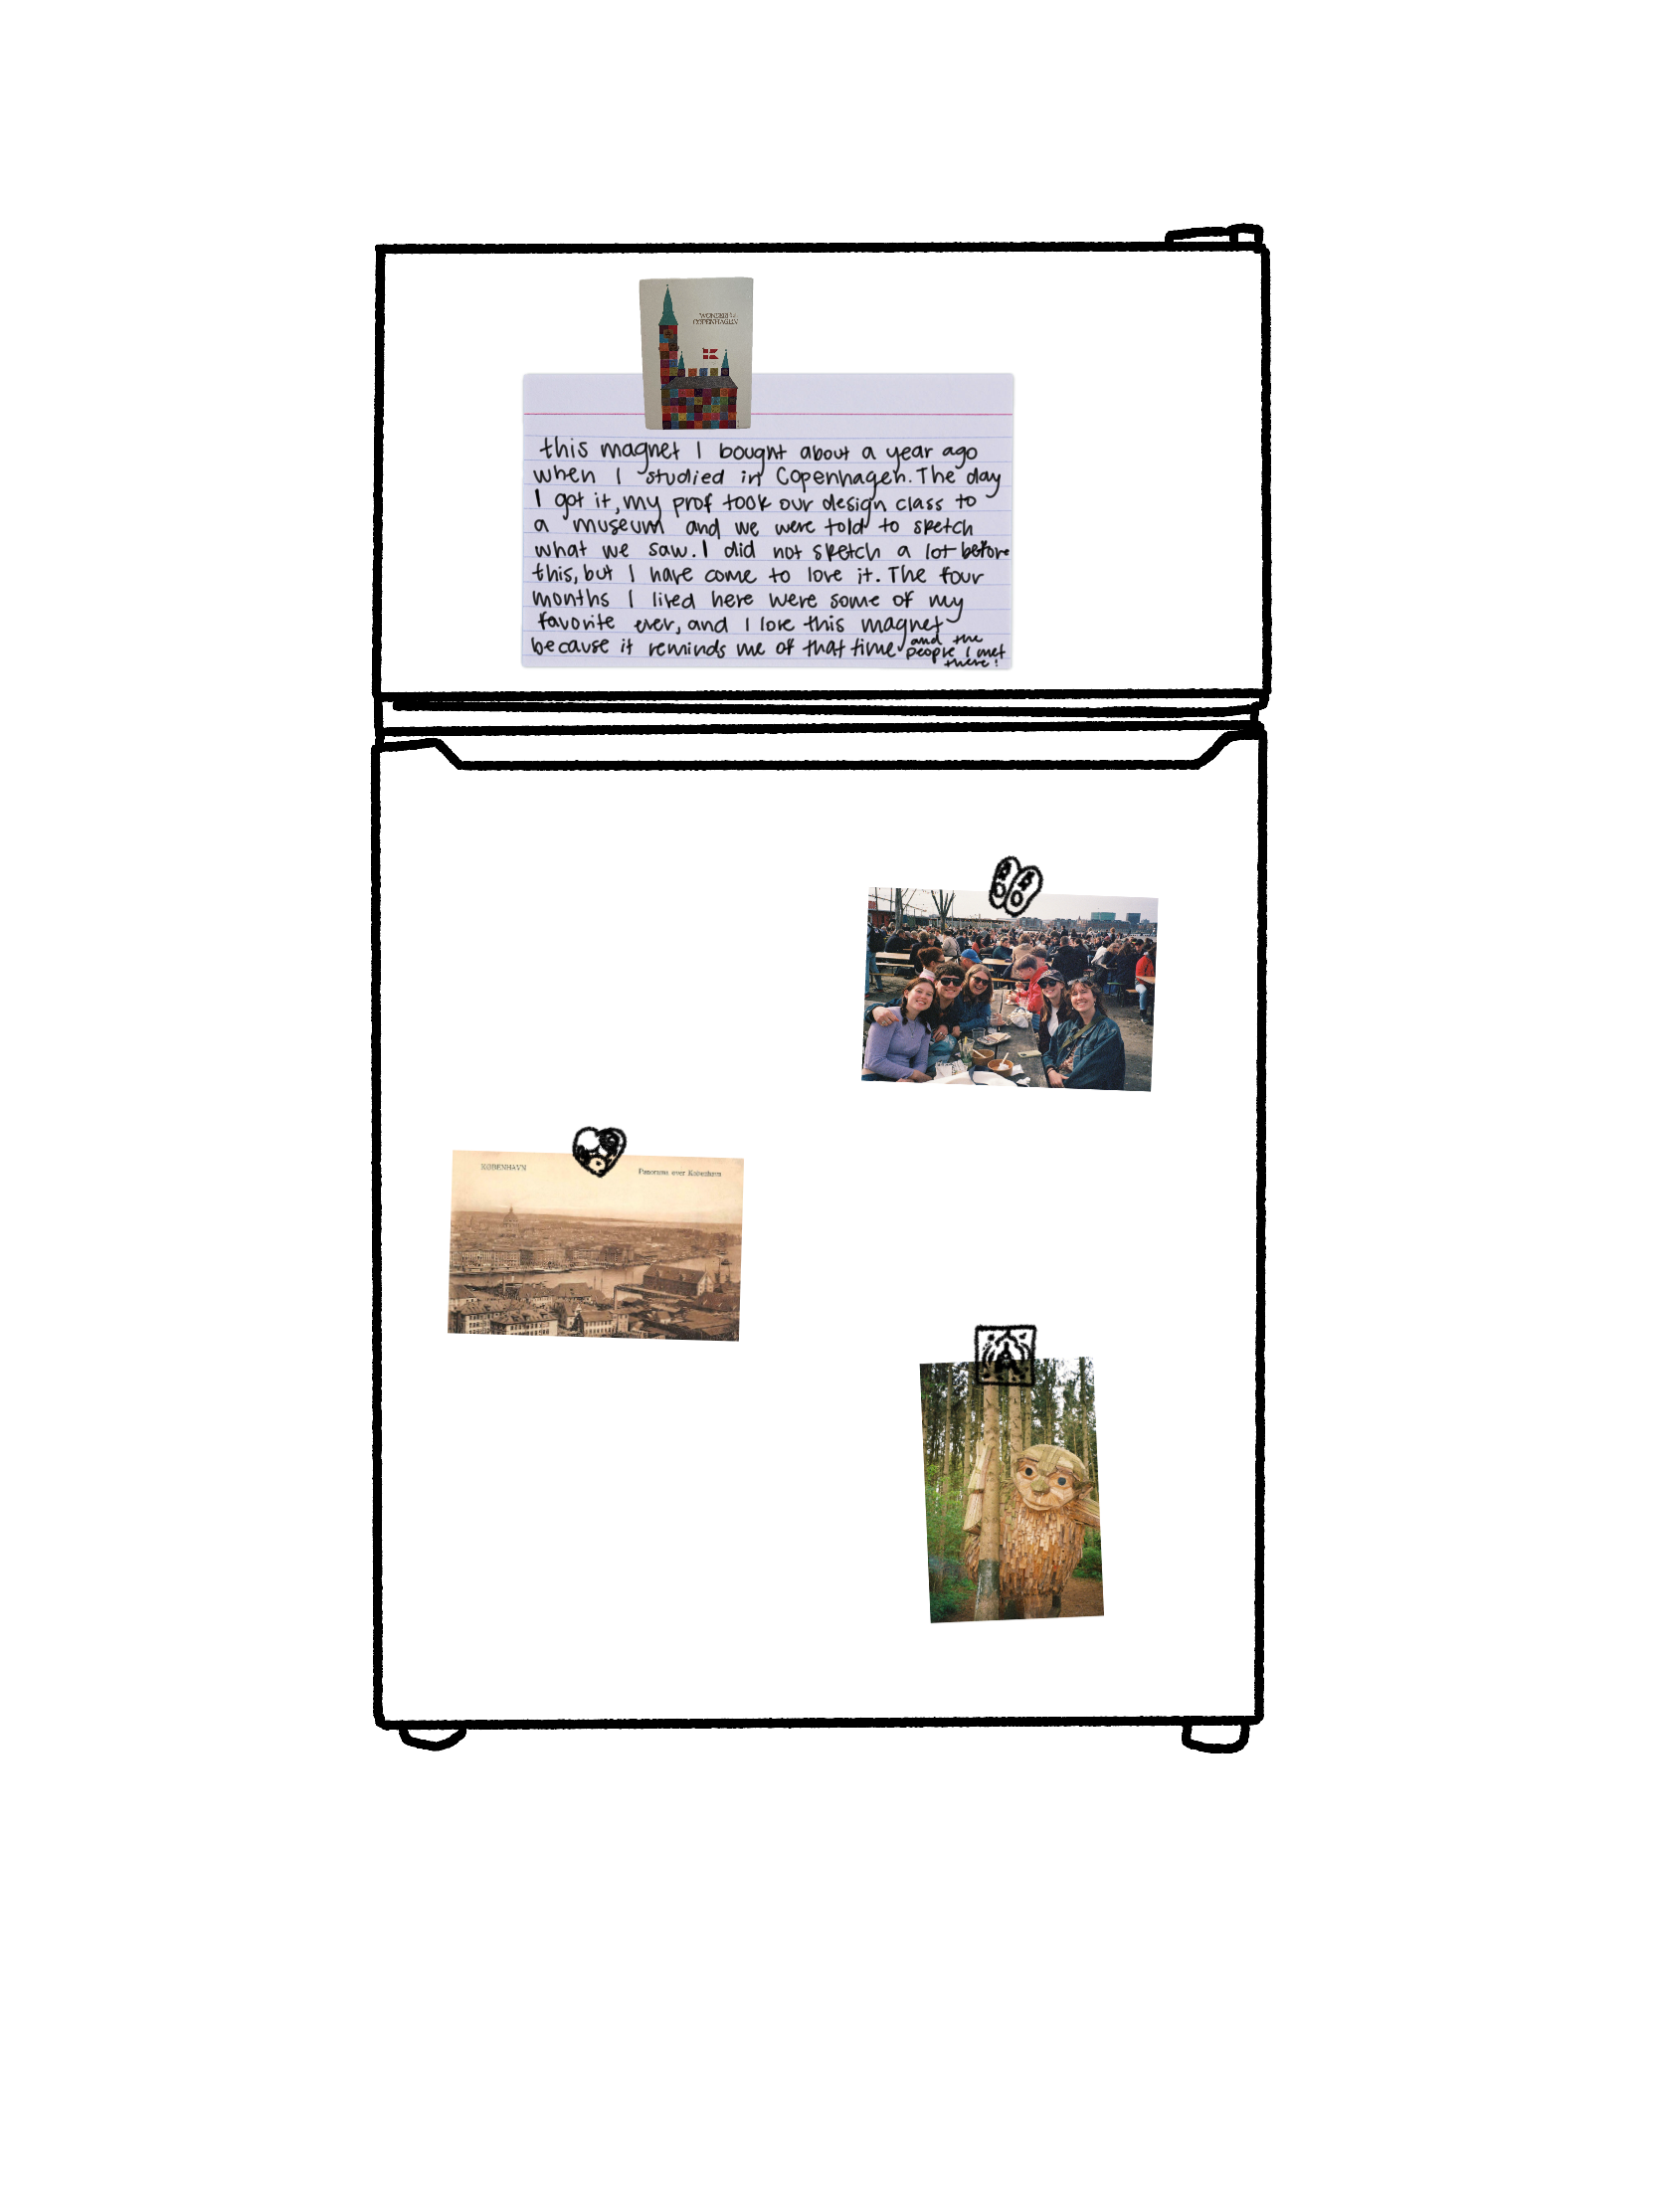 WONDERFUL
COPENHAGEN
this magnet I bought about a year ago
when I studied in Copenhagen. The day
I got it, my prof took our design class to
a museum and we were told to sketch
what we saw. I did not sketch a lot before
this, but I have come to love it. The four
months I lived here were some of my
favorite ever, and I love this magnet
because it reminds me of that time and the
people I met
there!
KØBENHAVN
Panorama over København